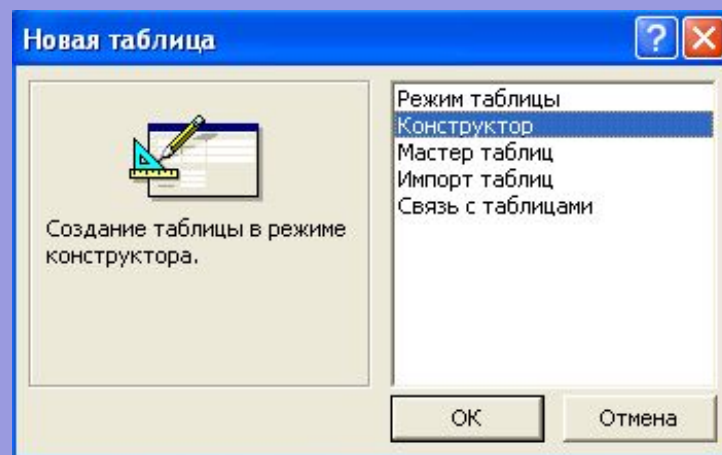 Новая таблица
Создание таблицы в режиме
конструктора.
Режим таблицы
Конструктор
Мастер таблиц
Импорт таблиц
Связь с таблицами
OK
Отмена